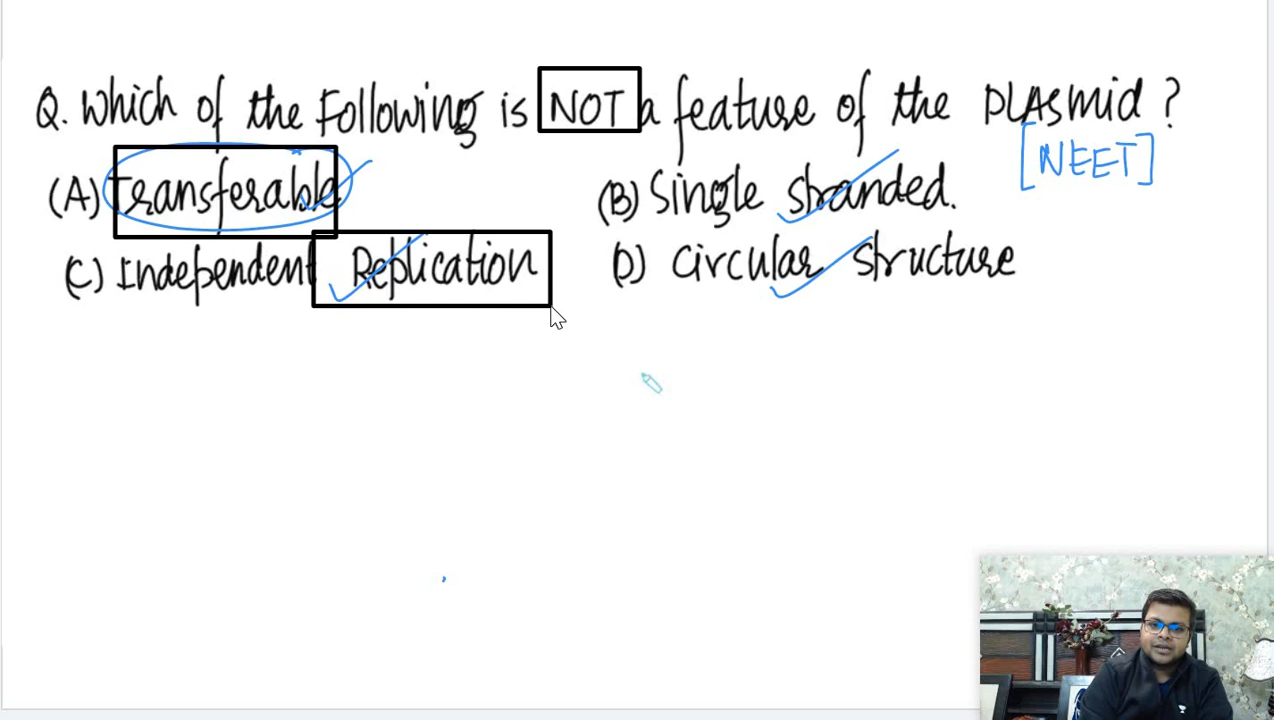 Q. Which of the Following is NOT a feature of the PLASmid ?
[NEET]
(A) Transferable (B) Single stranded.
(C) Independent Replication (D) Circular structure